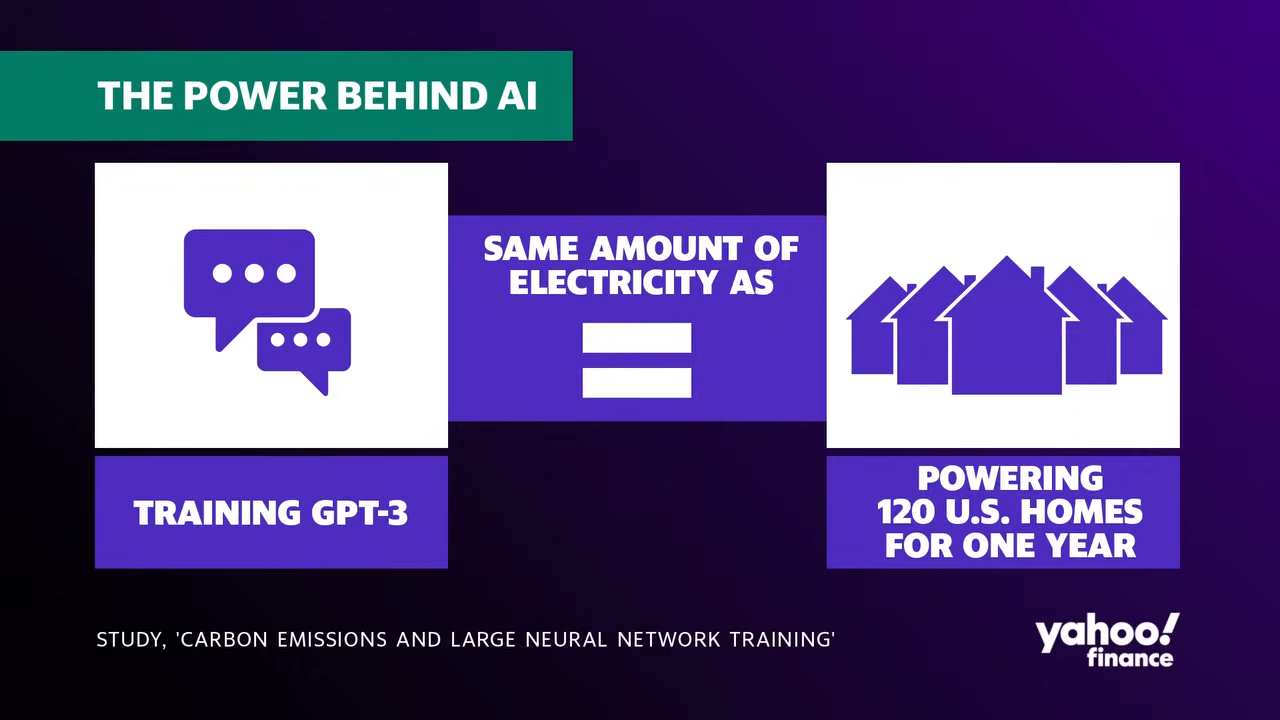 THE POWER BEHIND AI
SAME AMOUNT OF
ELECTRICITY AS
TRAINING GPT-3
POWERING
120 U.S. HOMES
FOR ONE YEAR
STUDY, 'CARBON EMISSIONS AND LARGE NEURAL NETWORK TRAINING'
yahoo!
finance